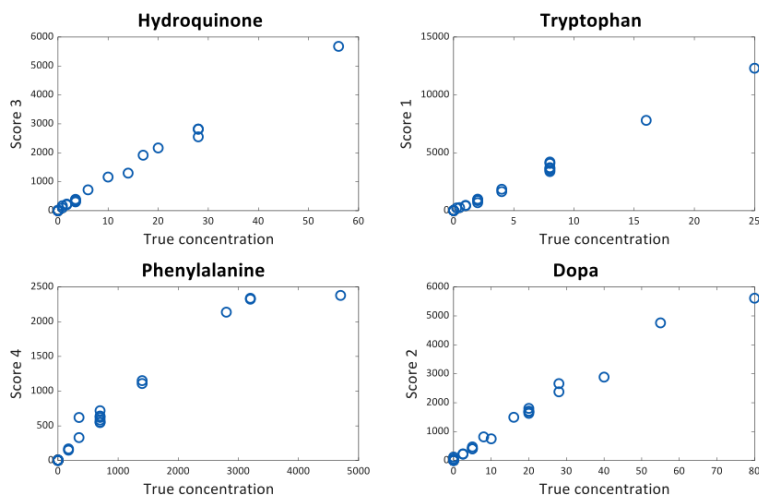 Hydroquinone
6000
5000
4000
3000
2000
1000
0
0 10 20 30 40 50 60
Score 3
True concentration
Tryptophan
15000
10000
5000
0
0 5 10 15 20 25
Score 1
True concentration
Phenylalanine
2500
2000
1500
1000
500
0
0 1000 2000 3000 4000 5000
Score 4
True concentration
Dopa
6000
5000
4000
3000
2000
1000
0
0 10 20 30 40 50 60 70 80
Score 2
True concentration